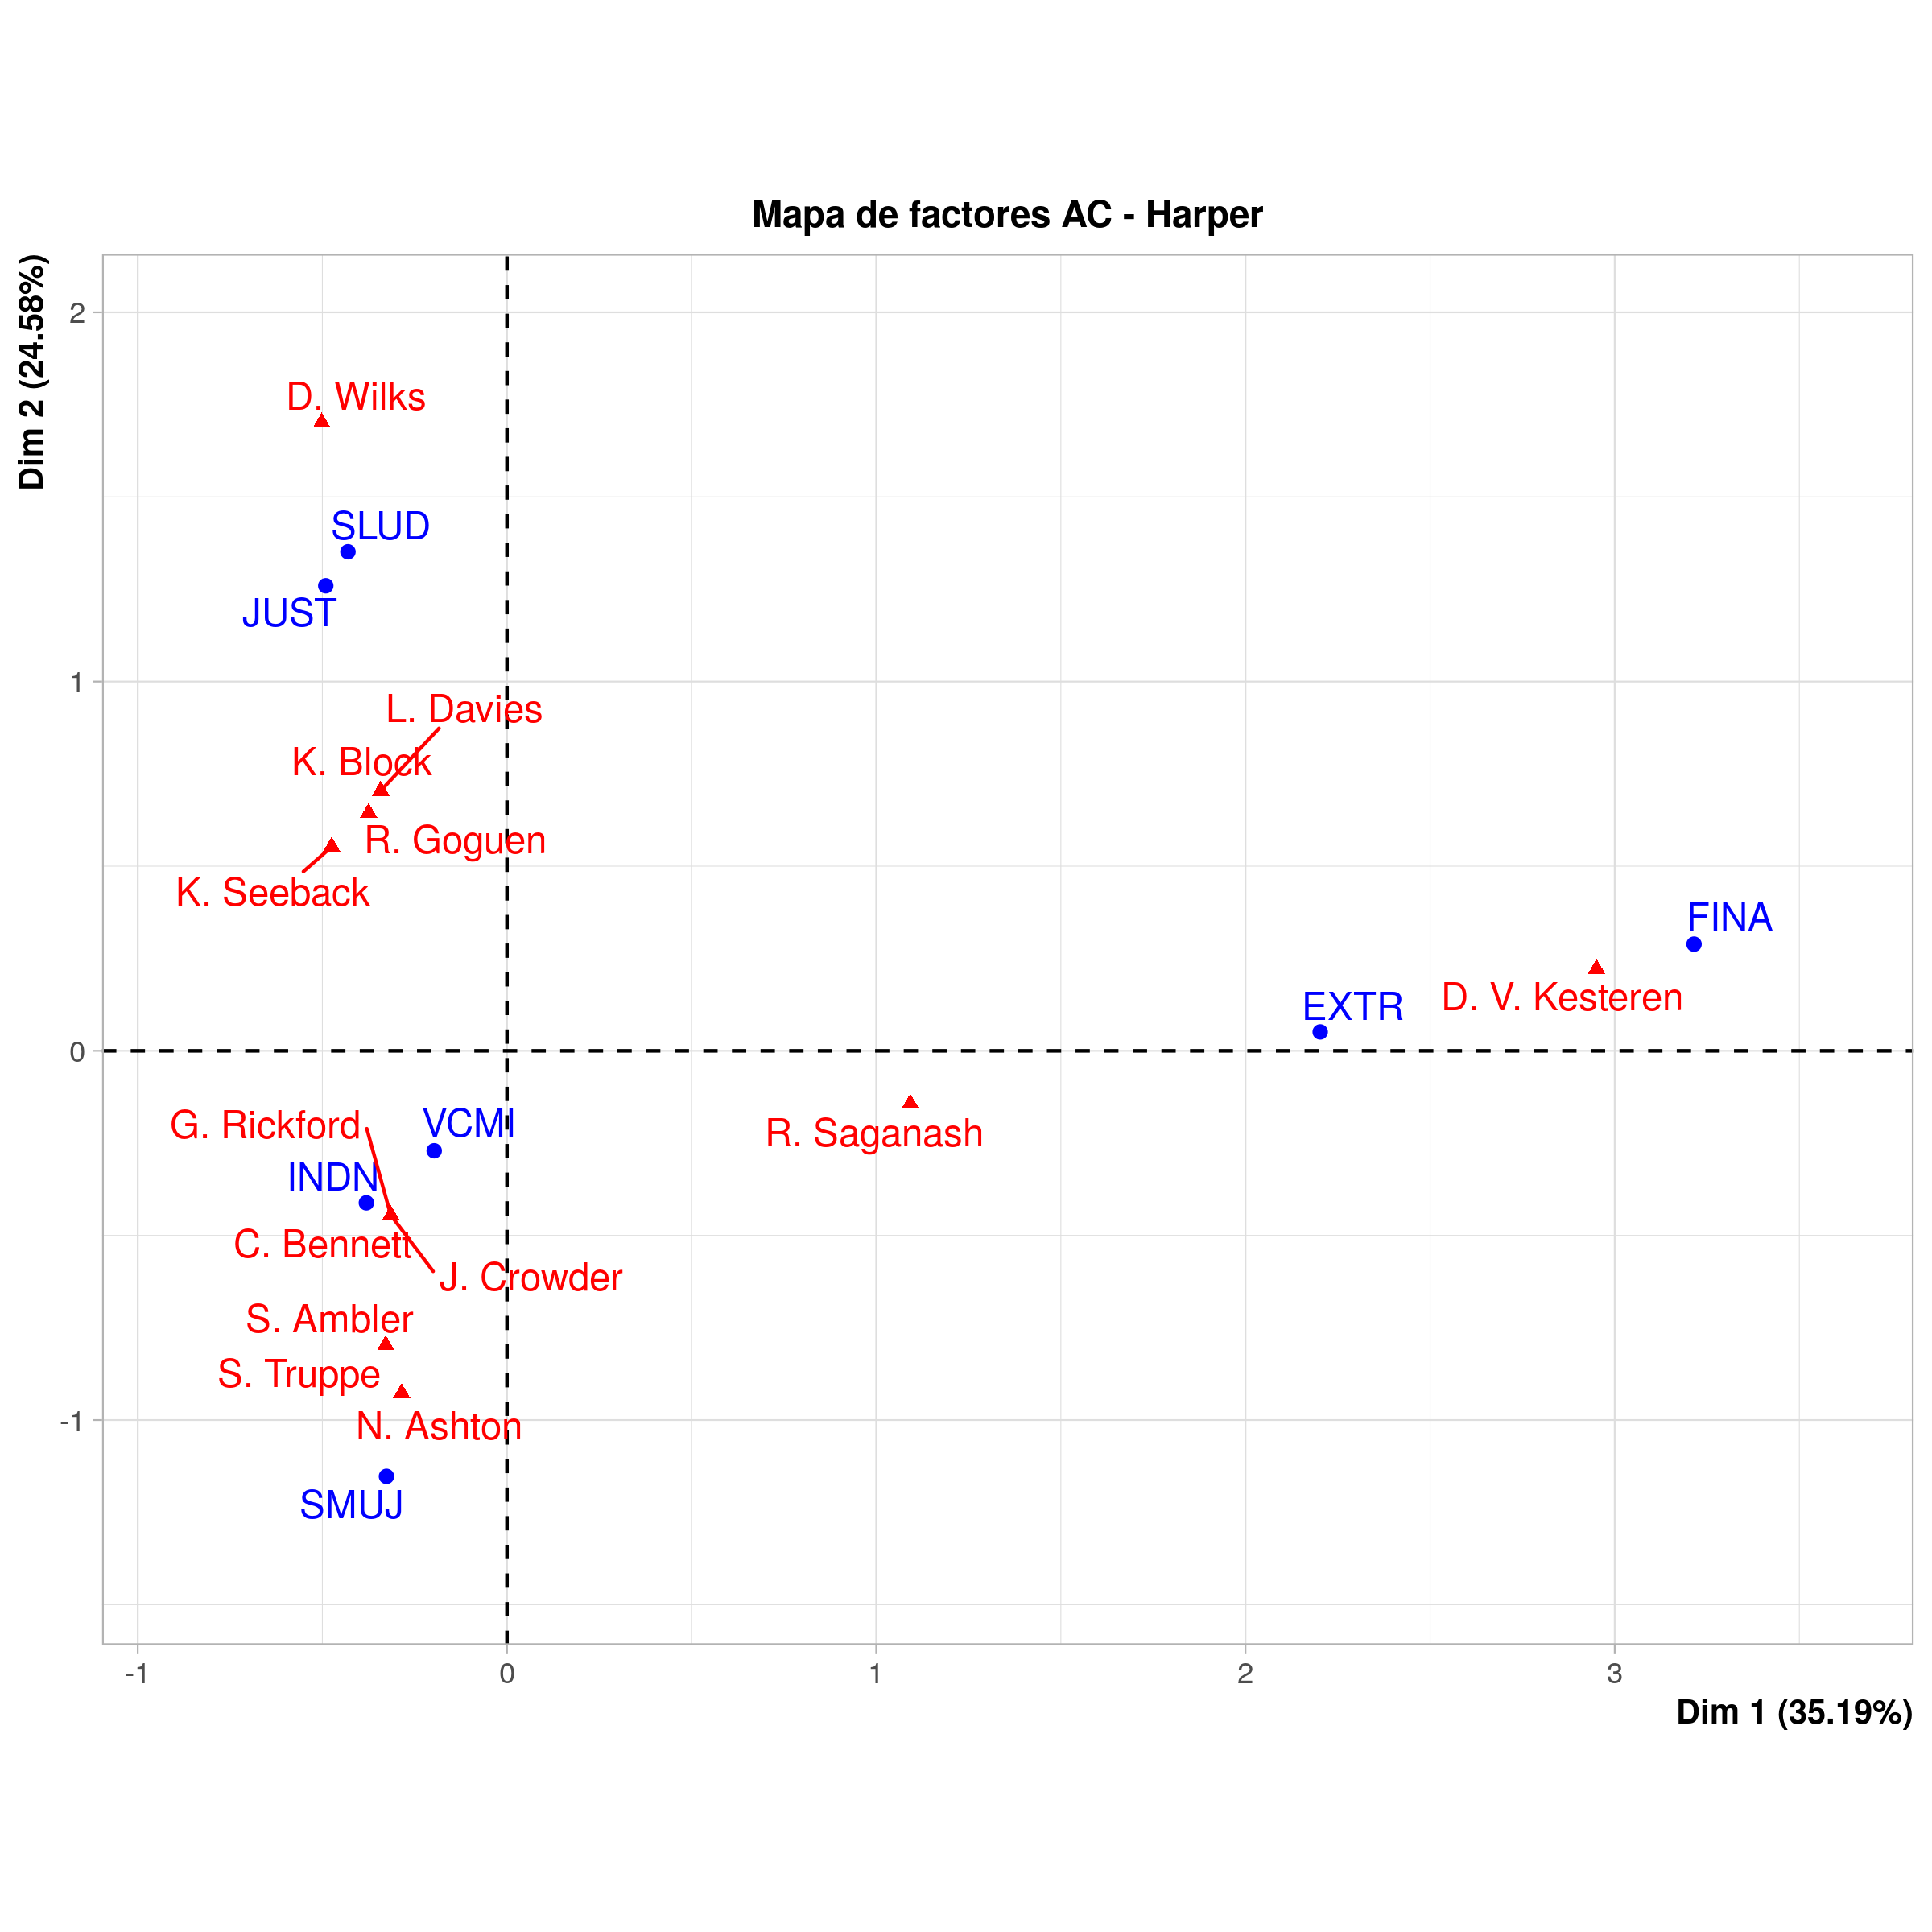 Mapa de factores AC - Harper
Dim 2 (24.58%)
2
D. Wilks
SLUD
JUST
1
L. Davies
K. Block
R. Goguen
K. Seeback
FINA
D. V. Kesteren
EXTR
0
G. Rickford
VCMI
R. Saganash
INDN
C. Bennett
J. Crowder
S. Ambler
S. Truppe
-1
N. Ashton
SMUJ
-1
0
1
2
3
Dim 1 (35.19%)